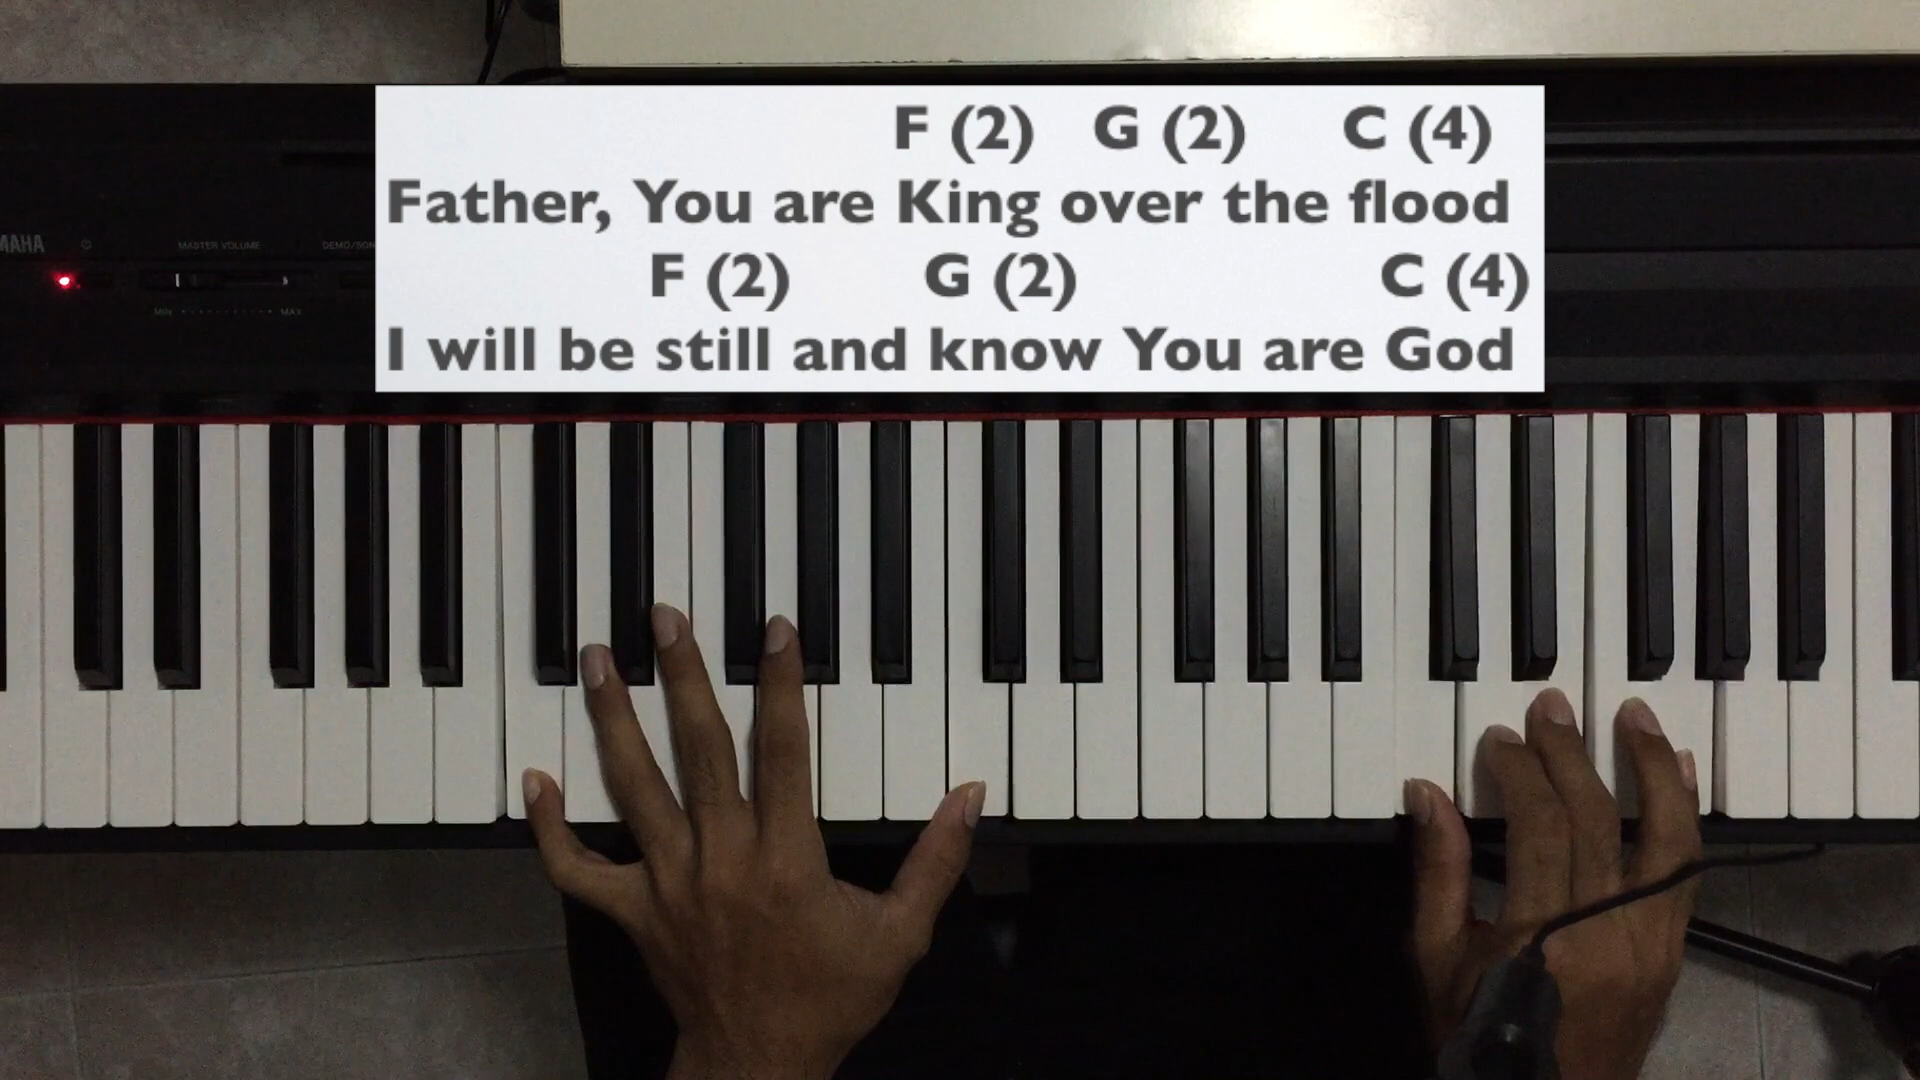 F (2) G (2) C (4)
Father, You are King over the flood
F (2) G (2) C (4)
I will be still and know You are God
MAHA
MASTER VOLUME
MIN
MAX
DEMO/SON